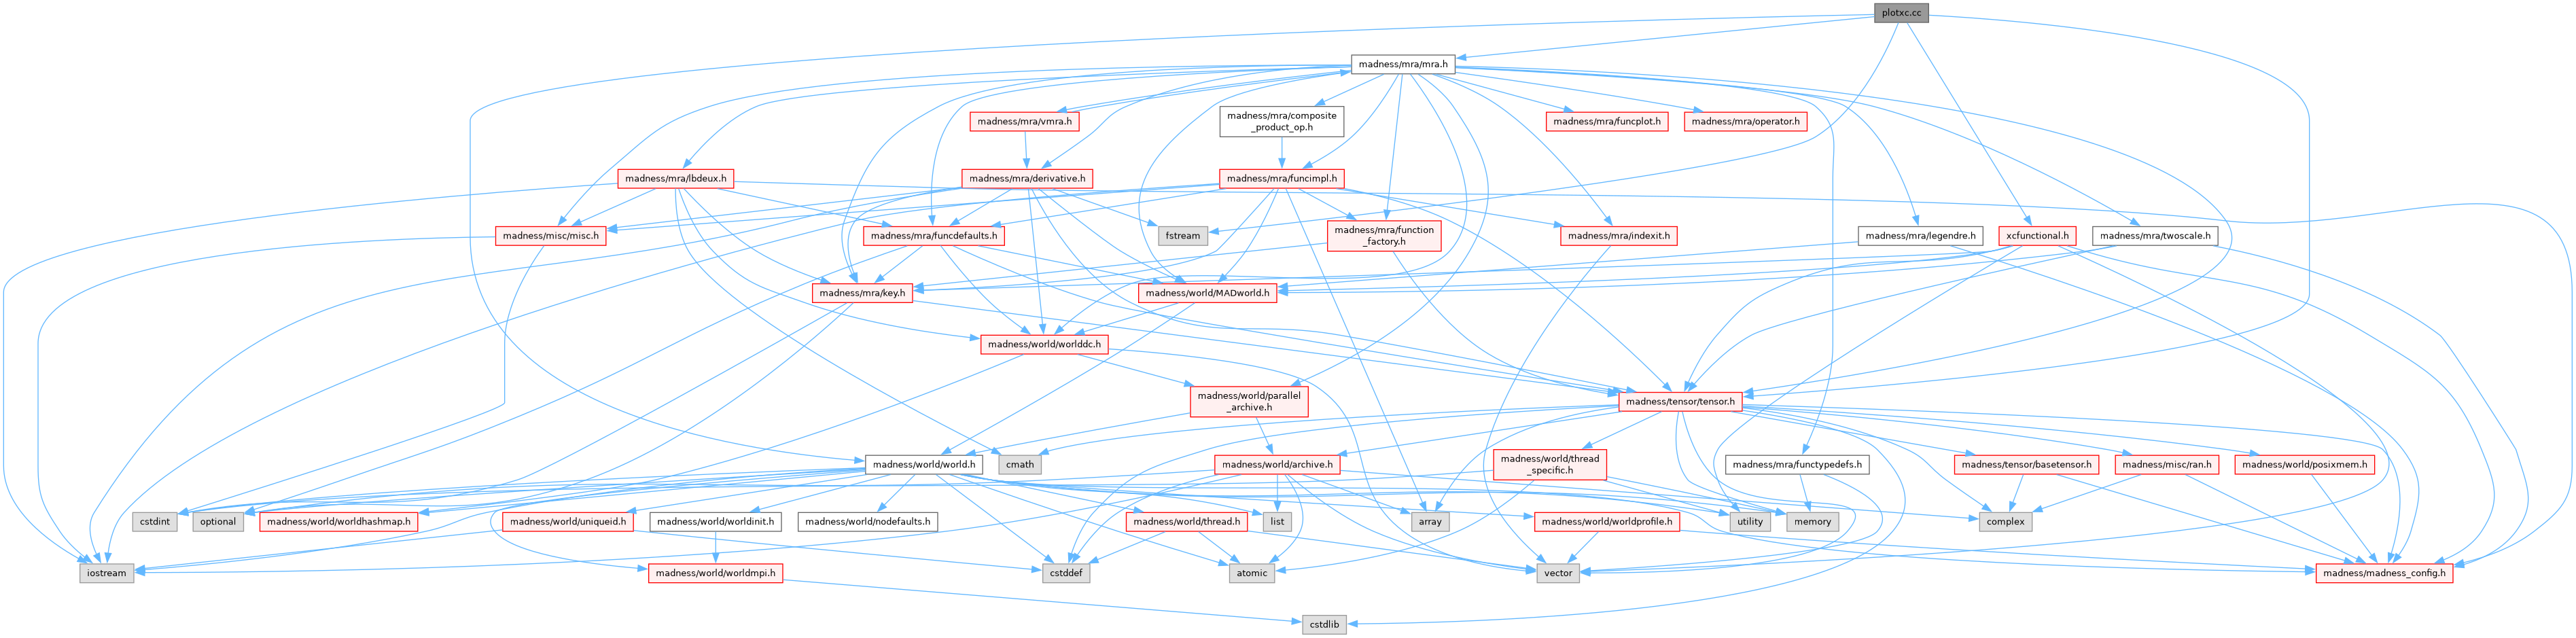 plotxc.cc
madness/mra/mra.h
madness/mra/vmra.h
madness/mra/composite
_product_op.h
madness/mra/funcplot.h
madness/mra/operator.h
madness/mra/lbdeux.h
madness/mra/derivative.h
madness/mra/funcimpl.h
madness/misc/misc.h
madness/mra/funcdefaults.h
fstream
madness/mra/function
_factory.h
madness/mra/indexit.h
madness/mra/legendre.h
xcfunctional.h
madness/mra/twoscale.h
madness/mra/key.h
madness/world/MADworld.h
madness/world/worlddc.h
madness/world/parallel
_archive.h
madness/tensor/tensor.h
madness/world/world.h
cmath
madness/world/archive.h
madness/world/thread
_specific.h
madness/mra/functypedefs.h
madness/tensor/basetensor.h
madness/misc/ran.h
madness/world/posixmem.h
cstdint
optional
madness/world/worldhashmap.h
madness/world/uniqueid.h
madness/world/worldinit.h
madness/world/nodefaults.h
madness/world/thread.h
list
array
madness/world/worldprofile.h
utility
memory
complex
iostream
madness/world/worldmpi.h
cstddef
atomic
vector
madness/madness_config.h
cstdlib